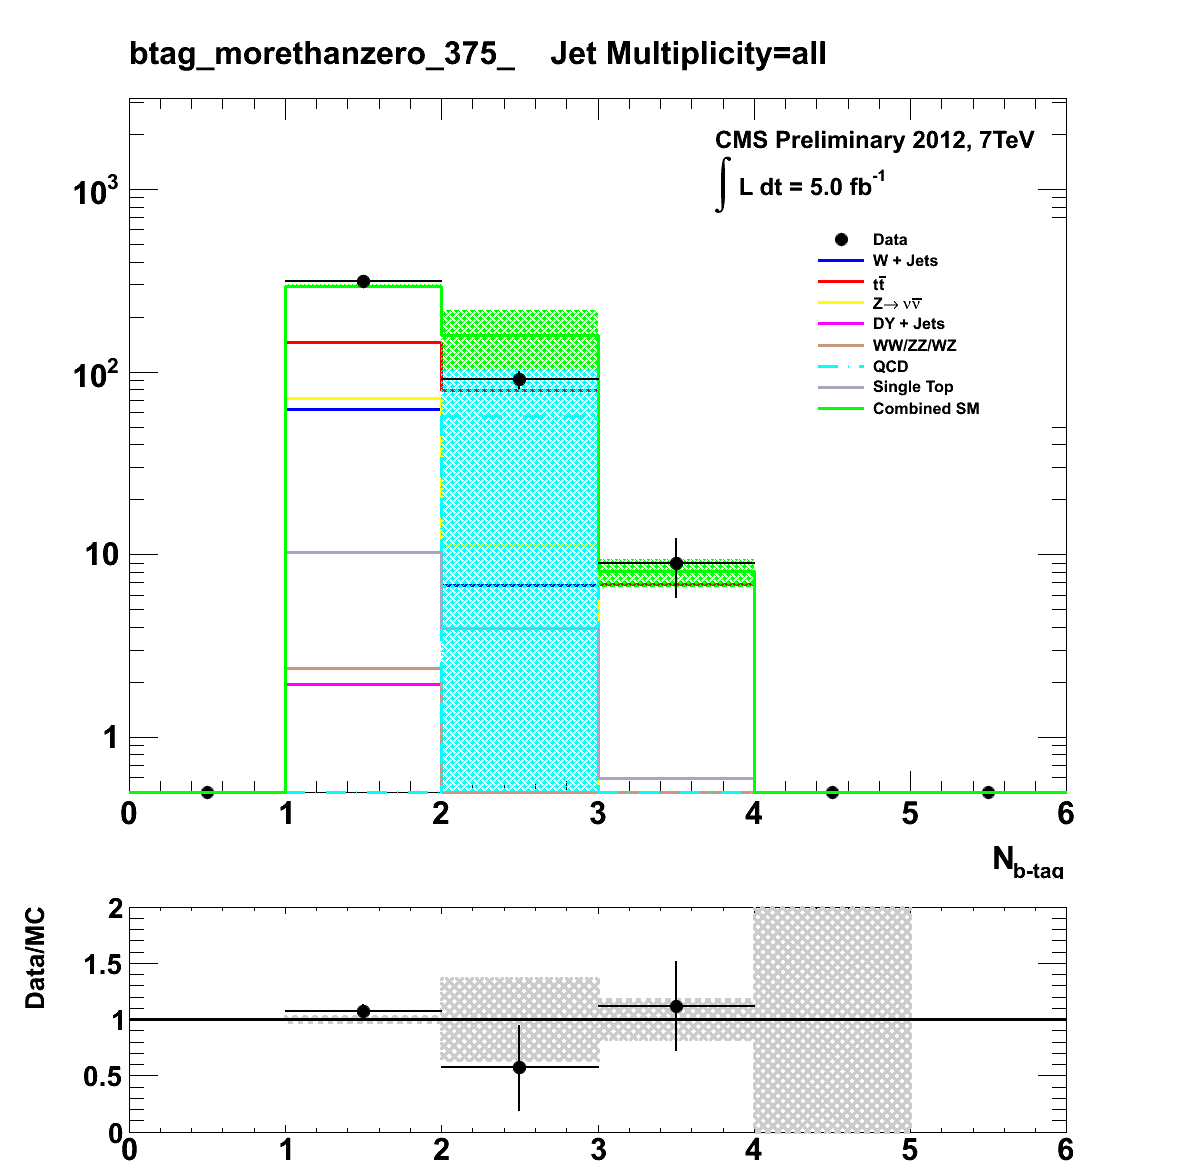 btag_morethanzero_375_ Jet Multiplicity=all
CMS Preliminary 2012, 7TeV
∫ L dt = 5.0 fb⁻¹
Data
W + Jets
tt̅
Z→ νν̅
DY + Jets
WW/ZZ/WZ
QCD
Single Top
Combined SM
10³
10²
10
1
0 1 2 3 4 5 6
N_b-tag
Data/MC
2
1.5
1
0.5
0
0 1 2 3 4 5 6